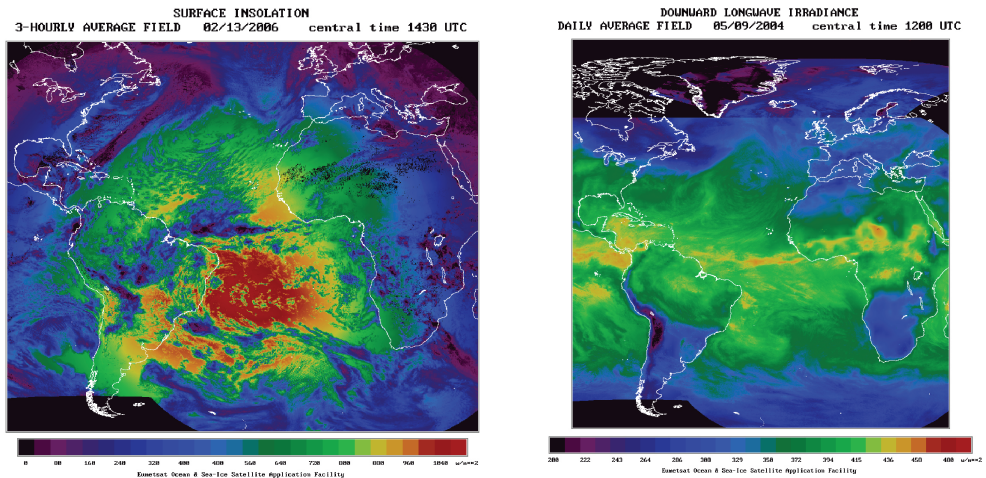 SURFACE INSOLATION
3-HOURLY AVERAGE FIELD 02/13/2006 central time 1430 UTC
0 80 160 240 320 400 480 560 640 720 800 880 960 1040 w/m**2
Eumetsat Ocean & Sea-Ice Satellite Application Facility
DOWNWARD LONGWAVE IRRADIANCE
DAILY AVERAGE FIELD 05/09/2004 central time 1200 UTC
200 222 243 264 286 308 329 350 372 394 415 436 458 480 w/m**2
Eumetsat Ocean & Sea-Ice Satellite Application Facility